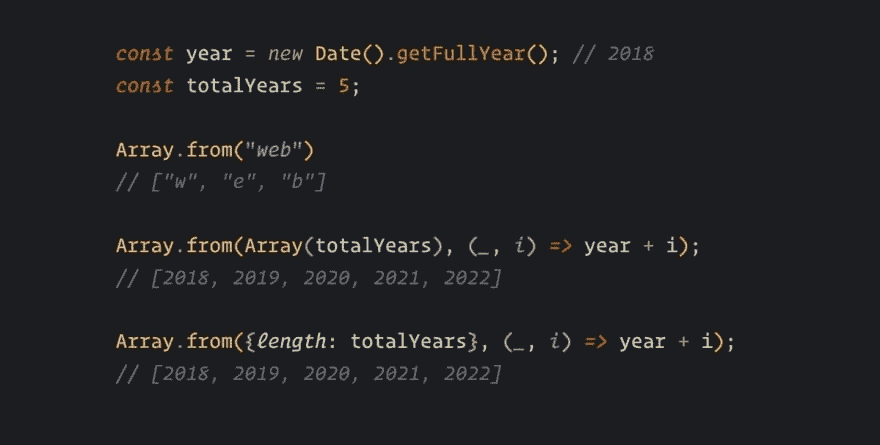 const year = new Date().getFullYear(); // 2018
const totalYears = 5;
Array.from("web")
// ["w", "e", "b"]
Array.from(Array(totalYears), (_, i) => year + i);
// [2018, 2019, 2020, 2021, 2022]
Array.from({length: totalYears}, (_, i) => year + i);
// [2018, 2019, 2020, 2021, 2022]